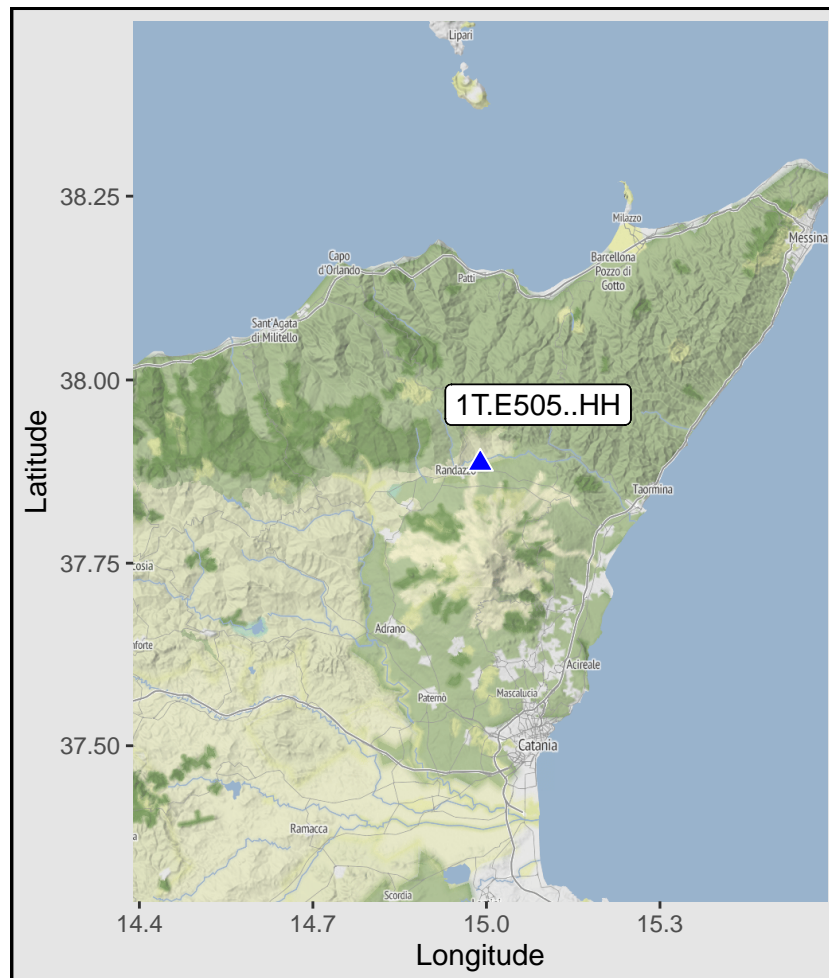 Lipari
38.25
Milazzo
Messina
Capo
d'Orlando
Barcellona
Pozzo di
Gotto
Patti
Sant'Agata
di Militello
38.00
1T.E505..HH
Latitude
Randazzo
Taormina
37.75
cosia
Adrano
nforte
Acireale
Mascalucia
Paternò
37.50
Catania
Ramacca
Scordia
14.4
14.7
15.0
15.3
Longitude